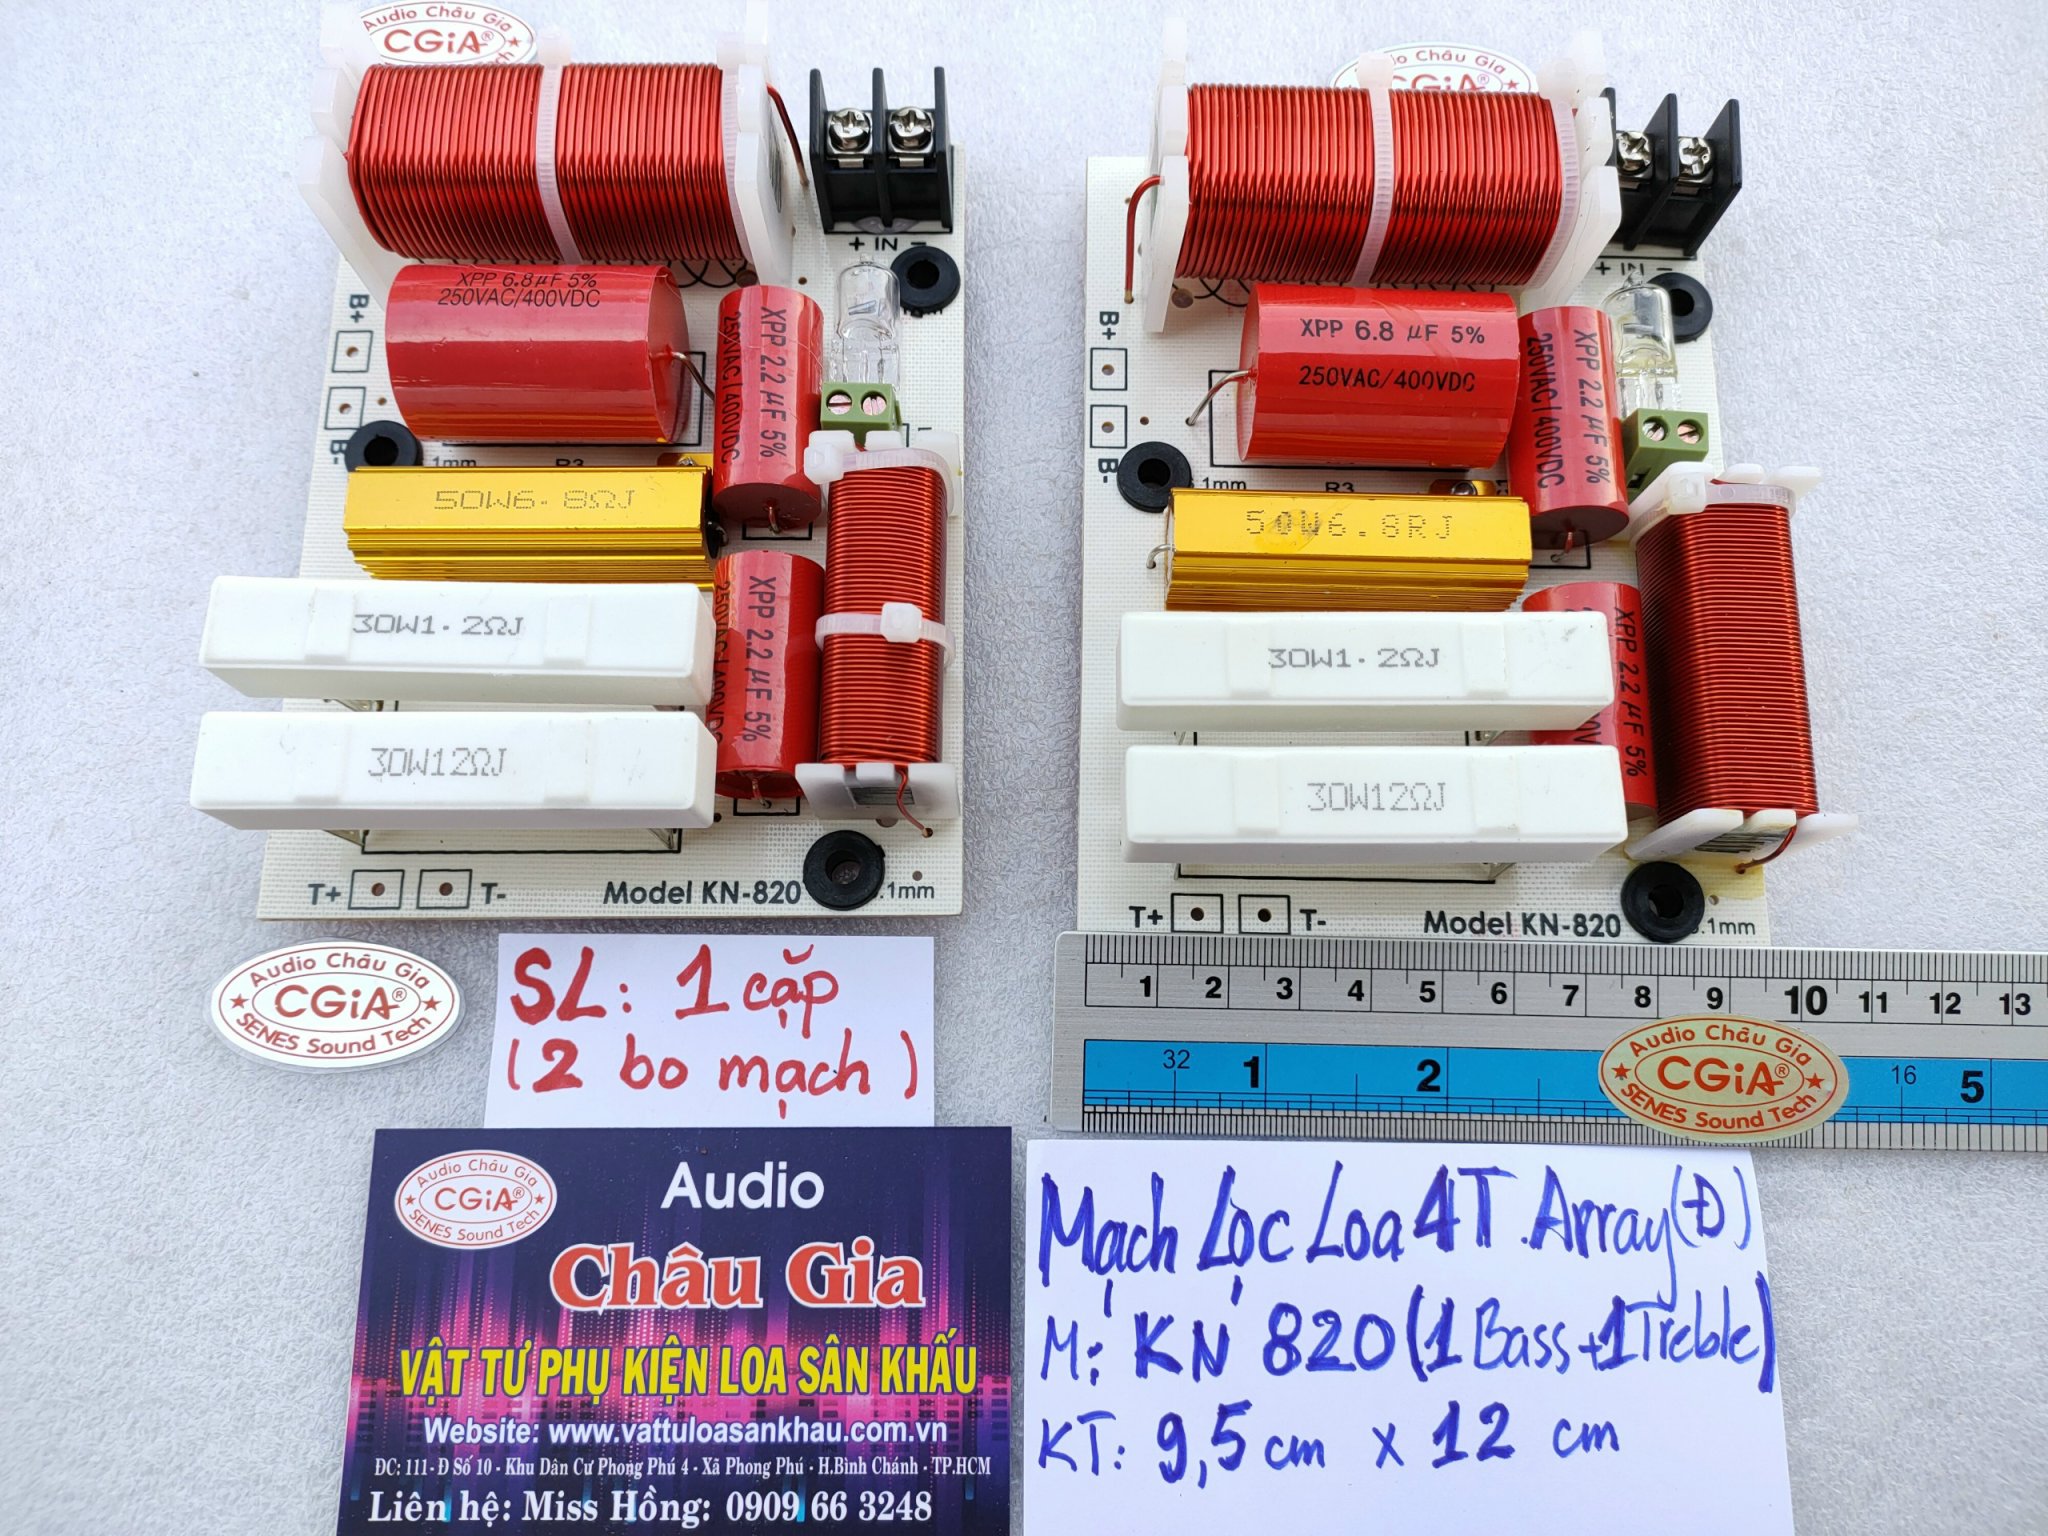 Audio Châu Gia
CGiA®
Audio Châu Gia
CGiA®
+ IN -
+ IN -
XPP 6.8µF 5%
250VAC/400VDC
XPP 2.2 µF 5%
250VAC/400VDC
XPP 6.8 µF 5%
250VAC/400VDC
XPP 2.2 µF 5%
250VAC/400VDC
B+
B-
B+
B-
1mm
R3
.1mm
R3
50W6.8ΩJ
50W6.8RJ
30W1.2ΩJ
XPP 2.2 µF 5%
30W1.2ΩJ
XPP 2.2 µF 5%
30W12ΩJ
30W12ΩJ
T+ T- Model KN-820 .1mm
T+ T- Model KN-820 .1mm
Audio Châu Gia
CGiA®
SENES Sound Tech
SL: 1 cặp
(2 bo mạch)
1 2 3 4 5 6 7 8 9 10 11 12 13
32 1 2 16 5
Audio Châu Gia
CGiA®
SENES Sound Tech
Audio Châu Gia
CGiA®
SENES Sound Tech
Audio
Châu Gia
VẬT TƯ PHỤ KIỆN LOA SÂN KHẤU
Website: www.vattuloasankhau.com.vn
ĐC: 111 - Đ Số 10 - Khu Dân Cư Phong Phú 4 - Xã Phong Phú - H.Bình Chánh - TP.HCM
Liên hệ: Miss Hồng: 0909 66 3248
Mạch Lọc Loa 4T. Array(Đ)
M: KN 820 (1 Bass+1Treble)
KT: 9,5 cm x 12 cm